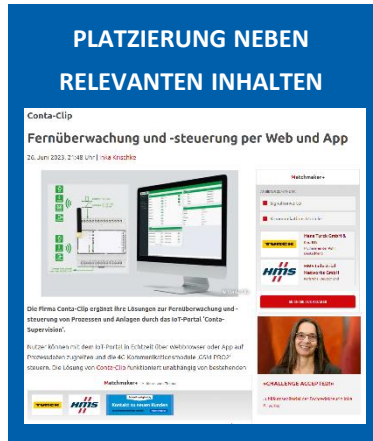 PLATZIERUNG NEBEN
RELEVANTEN INHALTEN
Conta-Clip
Fernüberwachung und -steuerung per Web und App
26. Juni 2023, 21:48 Uhr | Inka Krischke
Matchmaker+
Hans Turck GmbH &
TURCK
HMS
Networks GmbH
Die Firma Conta-Clip ergänzt ihre Lösungen zur Fernüberwachung und -
steuerung von Prozessen und Anlagen durch das IoT-Portal 'Conta-
Supervision'.
Nutzer können mit dem IoT-Portal in Echtzeit über Webbrowser oder App auf
Prozessdaten zugreifen und die 4G Kommunikationsmodule
steuern. Die Lösung von Conta-Clip funktioniert unabhängig von bestehenden
»CHALLENGE ACCEPTED!«
Matchmaker+
TURCK
HMS
Kontakt zu neuen Kunden